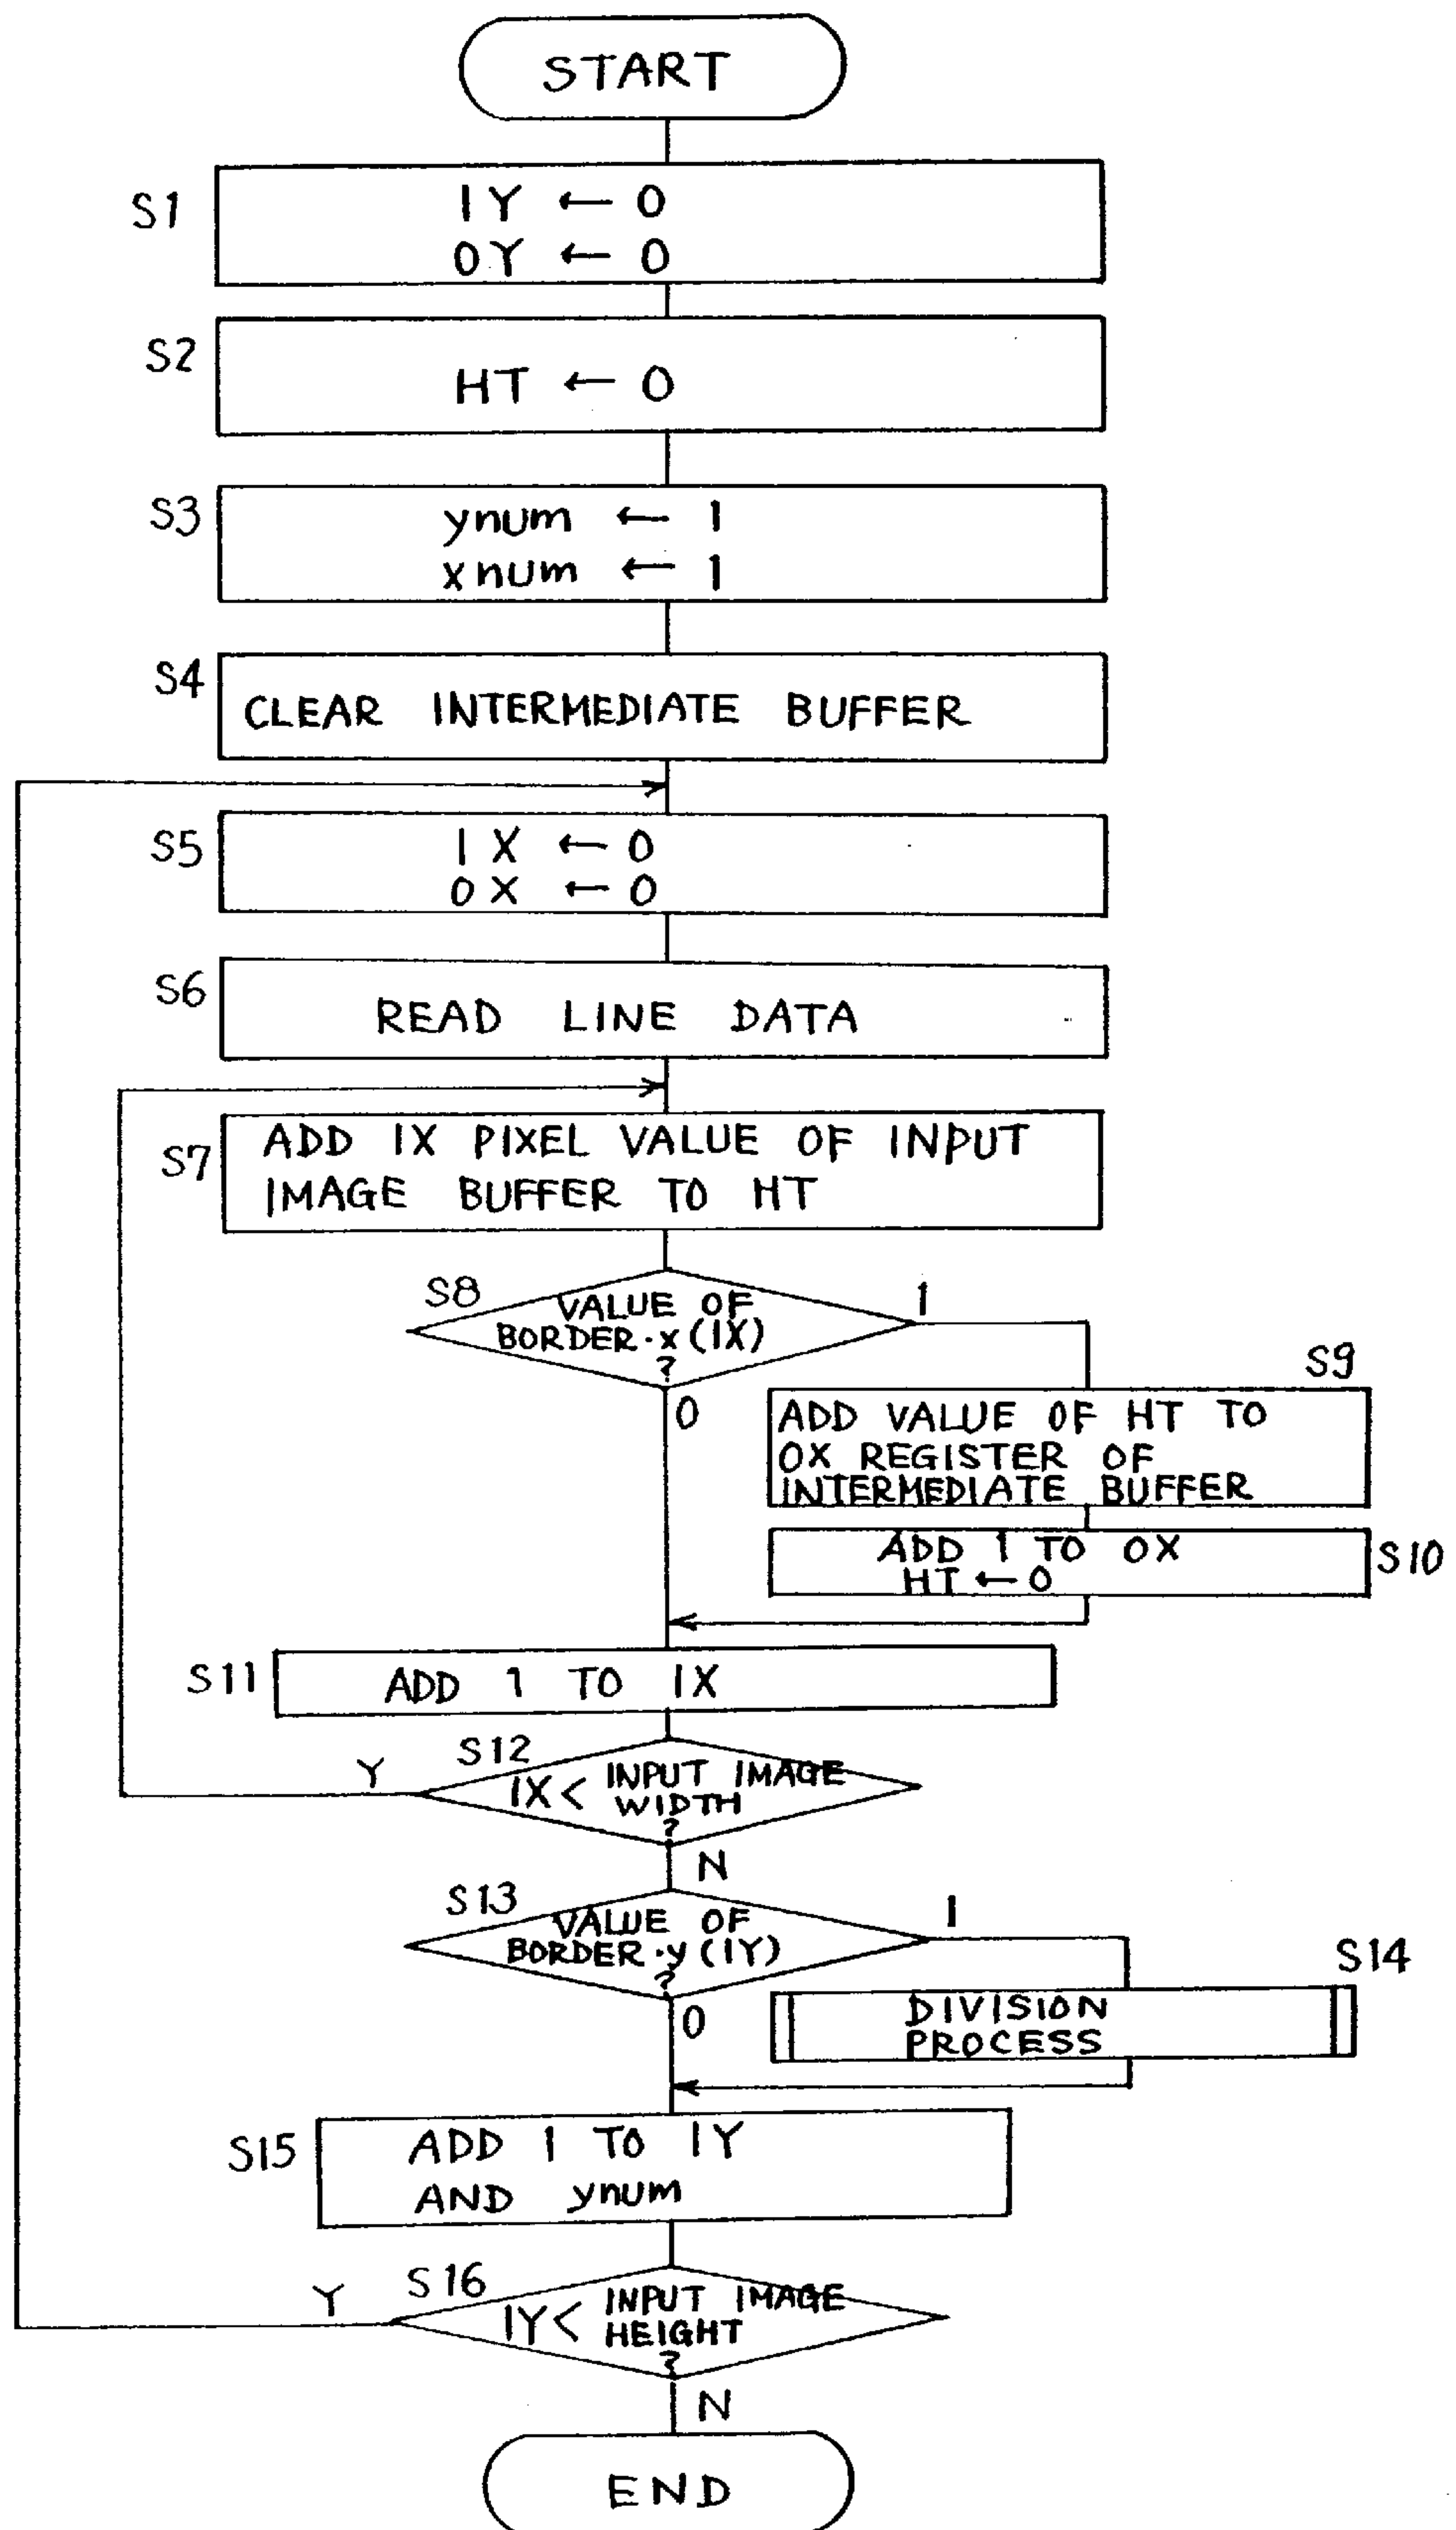 START
S1
IY ← 0
OY ← 0
S2
HT ← 0
S3
ynum ← 1
xnum ← 1
S4
CLEAR INTERMEDIATE BUFFER
S5
IX ← 0
OX ← 0
S6
READ LINE DATA
S7
ADD IX PIXEL VALUE OF INPUT
IMAGE BUFFER TO HT
S8
VALUE OF
BORDER·x(IX)
?
1
0
S9
ADD VALUE OF HT TO
OX REGISTER OF
INTERMEDIATE BUFFER
ADD 1 TO OX
HT ← 0
S10
S11
ADD 1 TO IX
S12
Y
IX < INPUT IMAGE
WIDTH
?
N
S13
VALUE OF
BORDER·y(IY)
?
1
0
S14
DIVISION
PROCESS
S15
ADD 1 TO IY
AND ynum
S16
Y
IY < INPUT IMAGE
HEIGHT
?
N
END